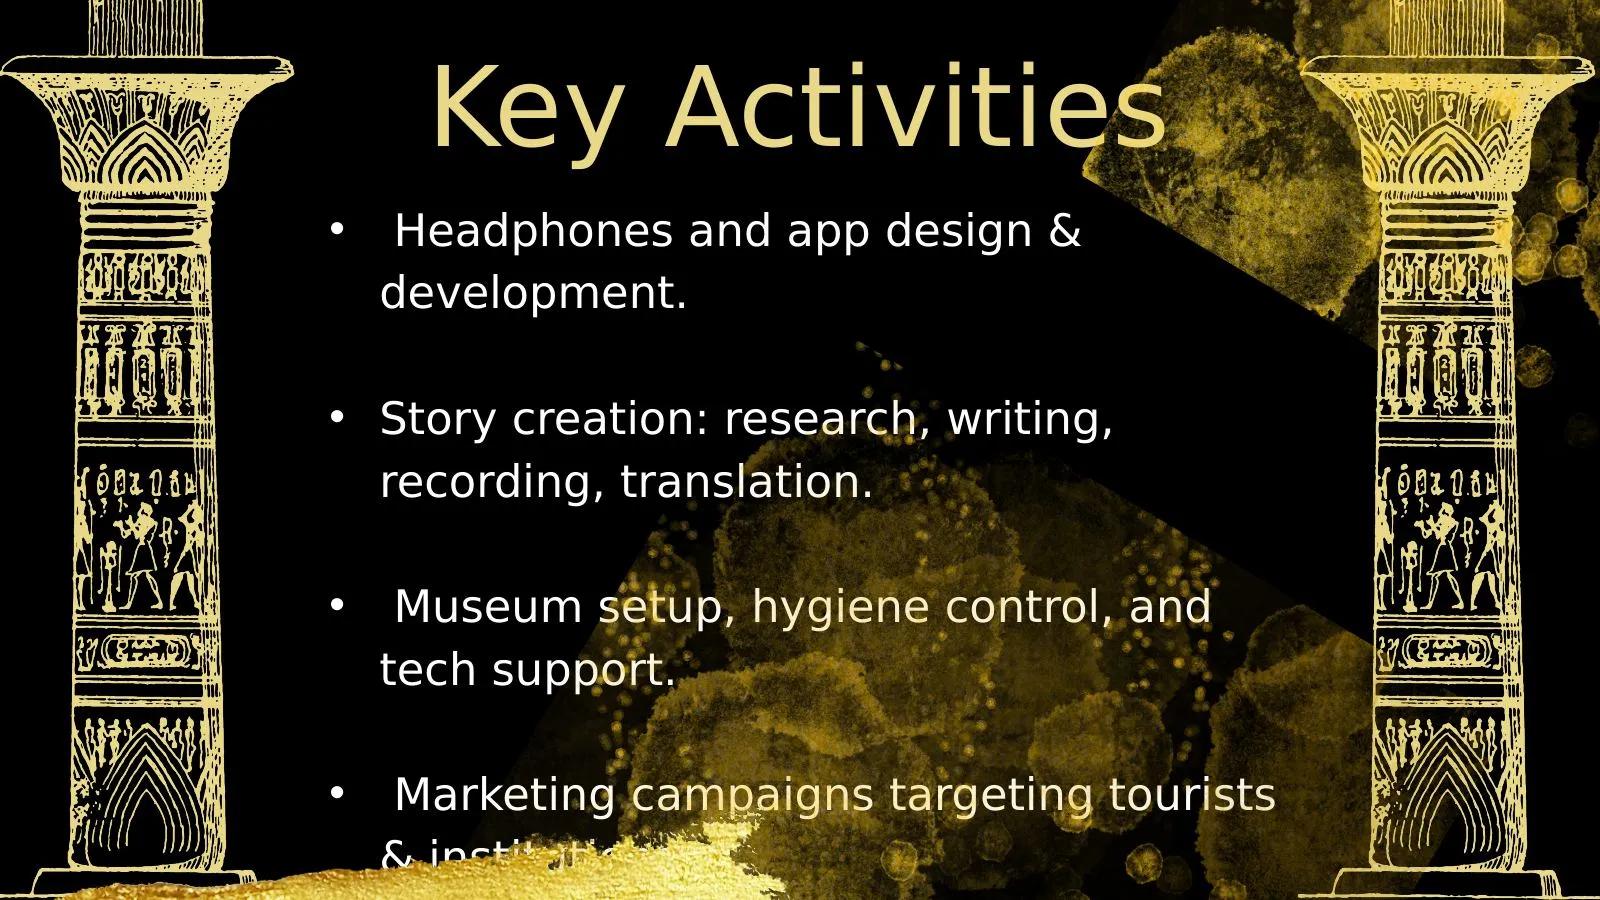 Key Activities
• Headphones and app design &
development.
• Story creation: research, writing,
recording, translation.
• Museum setup, hygiene control, and
tech support.
• Marketing campaigns targeting tourists
&